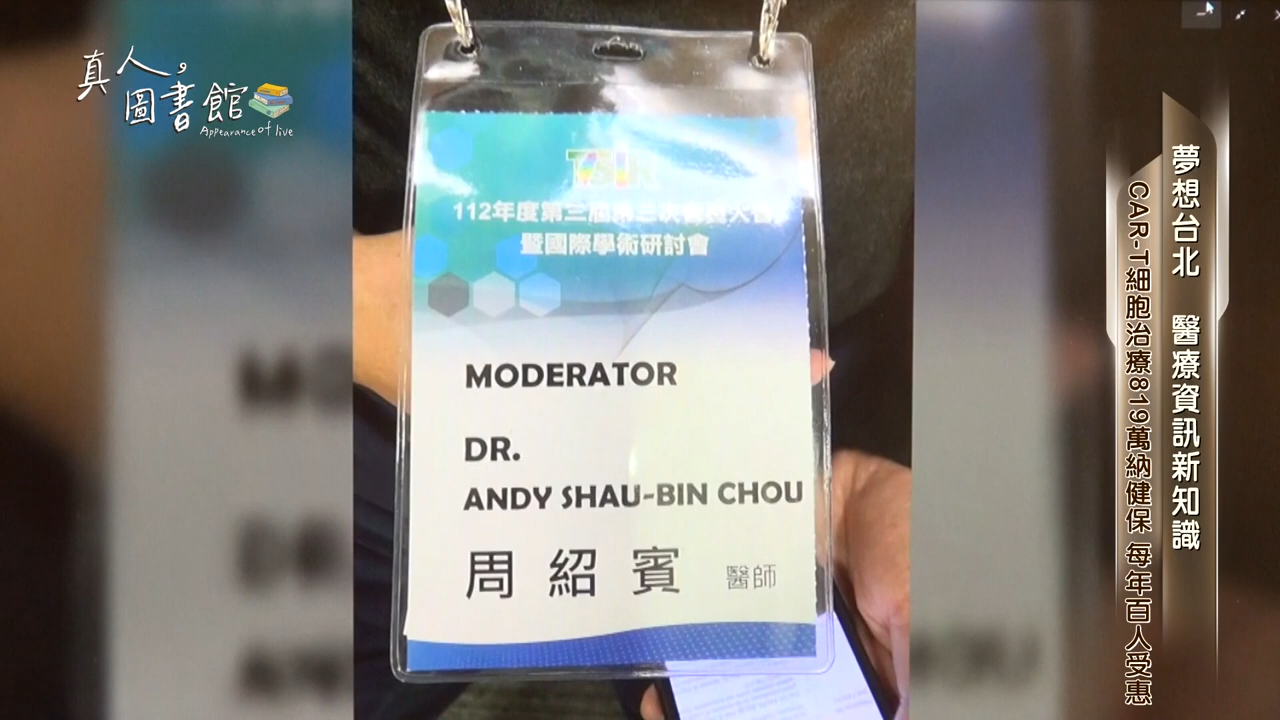 真人圖書館
Appearance of live
112年度第三屆第三次會員大會
暨國際學術研討會
MODERATOR
DR.
ANDY SHAU-BIN CHOU
周紹賓 醫師
夢想台北 醫療資訊新知識
CAR-T細胞治療819萬納健保 每年百人受惠